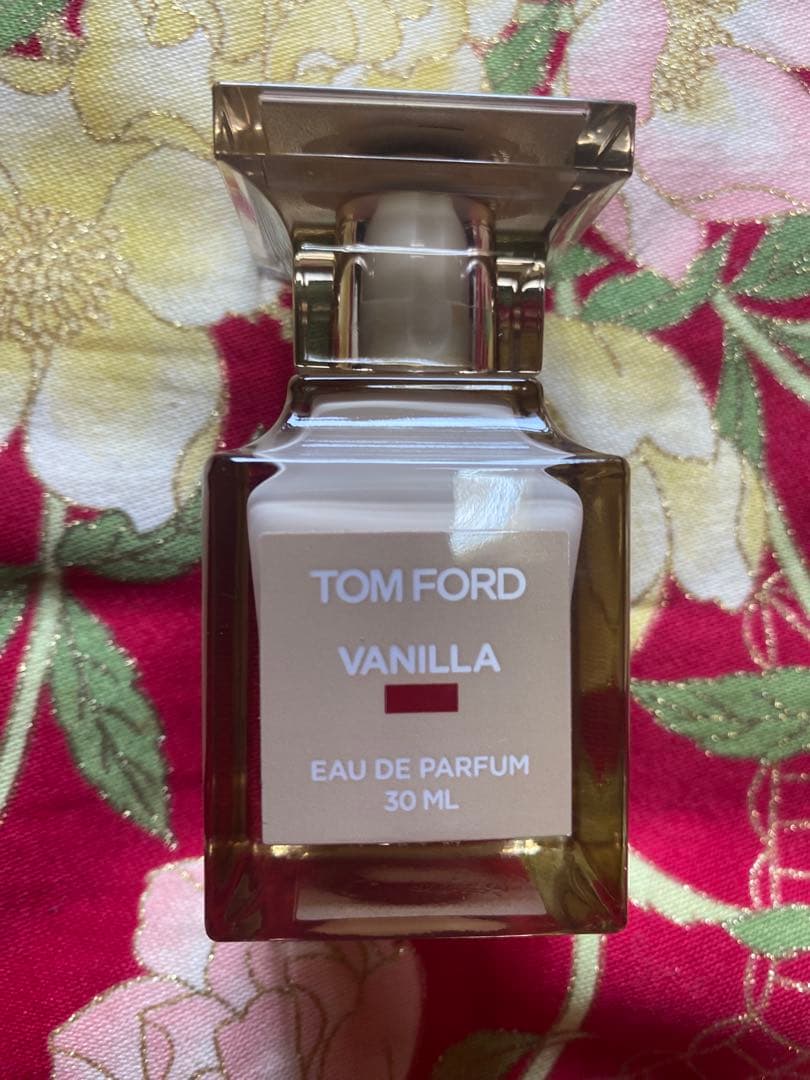 TOM FORD
VANILLA
EAU DE PARFUM
30 ML